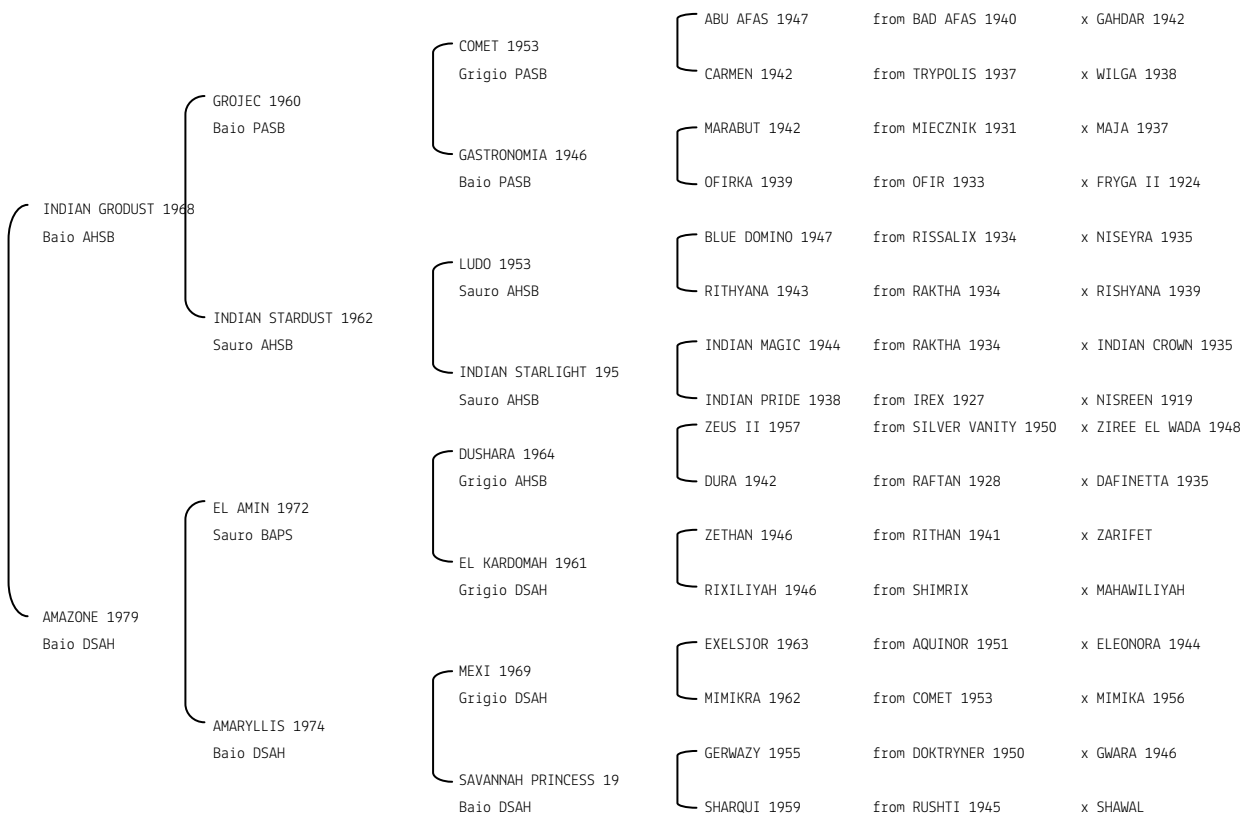 ABU AFAS 1947 from BAD AFAS 1940 x GAHDAR 1942
COMET 1953
Grigio PASB
CARMEN 1942 from TRYPOLIS 1937 x WILGA 1938
GROJEC 1960
Baio PASB
MARABUT 1942 from MIECZNIK 1931 x MAJA 1937
GASTRONOMIA 1946
Baio PASB
OFIRKA 1939 from OFIR 1933 x FRYGA II 1924
INDIAN GRODUST 1968
Baio AHSB
BLUE DOMINO 1947 from RISSALIX 1934 x NISEYRA 1935
LUDO 1953
Sauro AHSB
RITHYANA 1943 from RAKTHA 1934 x RISHYANA 1939
INDIAN STARDUST 1962
Sauro AHSB
INDIAN MAGIC 1944 from RAKTHA 1934 x INDIAN CROWN 1935
INDIAN STARLIGHT 195
Sauro AHSB
INDIAN PRIDE 1938 from IREX 1927 x NISREEN 1919
ZEUS II 1957 from SILVER VANITY 1950 x ZIREE EL WADA 1948
DUSHARA 1964
Grigio AHSB
DURA 1942 from RAFTAN 1928 x DAFINETTA 1935
EL AMIN 1972
Sauro BAPS
ZETHAN 1946 from RITHAN 1941 x ZARIFET
EL KARDOMAH 1961
Grigio DSAH
RIXILIYAH 1946 from SHIMRIX x MAHAWILIYAH
AMAZONE 1979
Baio DSAH
EXELSJOR 1963 from AQUINOR 1951 x ELEONORA 1944
MEXI 1969
Grigio DSAH
MIMIKRA 1962 from COMET 1953 x MIMIKA 1956
AMARYLLIS 1974
Baio DSAH
GERWAZY 1955 from DOKTRYNER 1950 x GWARA 1946
SAVANNAH PRINCESS 19
Baio DSAH
SHARQUI 1959 from RUSHTI 1945 x SHAWAL